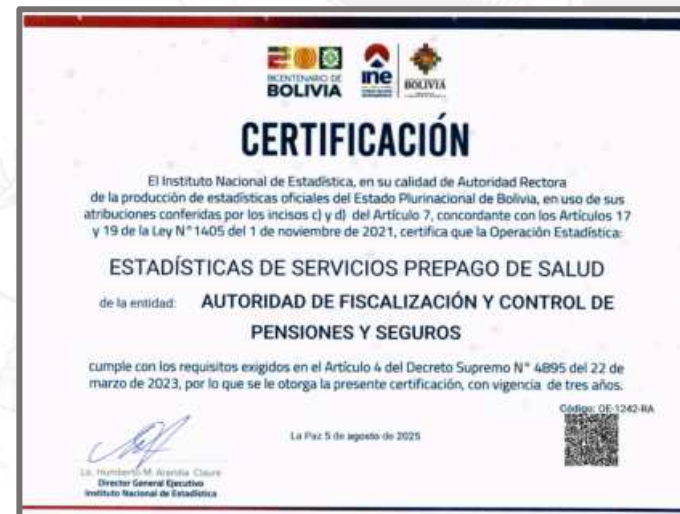 BICENTENARIO DE
BOLIVIA
ine
BOLIVIA
CERTIFICACIÓN
El Instituto Nacional de Estadística, en su calidad de Autoridad Rectora
de la producción de estadísticas oficiales del Estado Plurinacional de Bolivia, en uso de sus
atribuciones conferidas por los incisos c) y d) del Artículo 7, concordante con los Artículos 17
y 19 de la Ley N° 1405 del 1 de noviembre de 2021, certifica que la Operación Estadística:
ESTADÍSTICAS DE SERVICIOS PREPAGO DE SALUD
de la entidad: AUTORIDAD DE FISCALIZACIÓN Y CONTROL DE
PENSIONES Y SEGUROS
cumple con los requisitos exigidos en el Artículo 4 del Decreto Supremo N° 4895 del 22 de
marzo de 2023, por lo que se le otorga la presente certificación, con vigencia de tres años.
Código: OE-1242-RA
La Paz 5 de agosto de 2025
Lic. Humberto M. Arandia Claure
Director General Ejecutivo
Instituto Nacional de Estadística